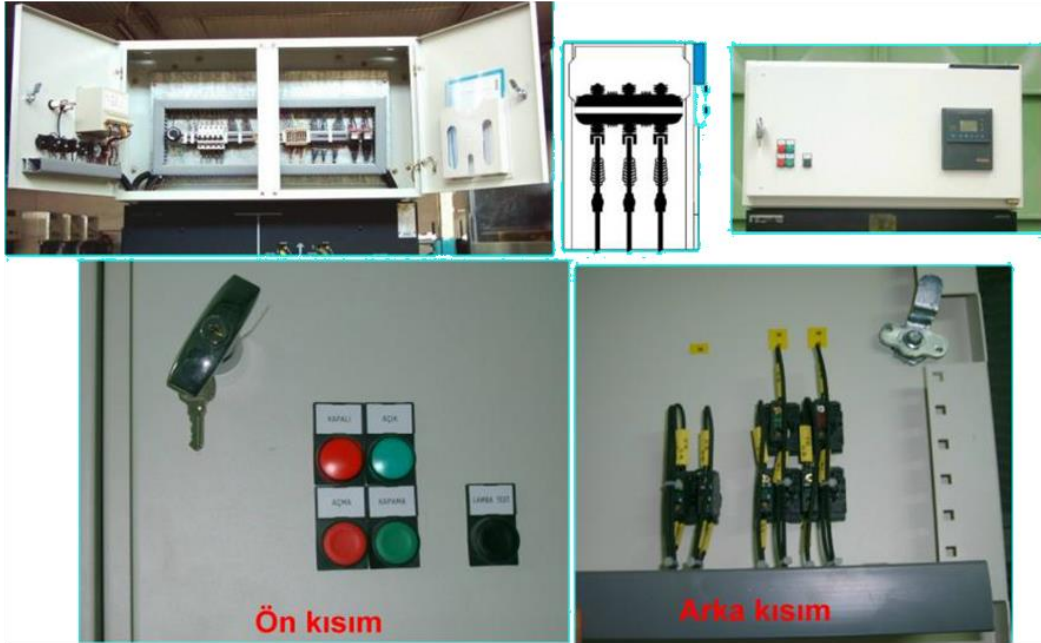 KAPALI
AÇIK
AÇMA
KAPAMA
LAMBA TEST
Ön kısım
Arka kısım